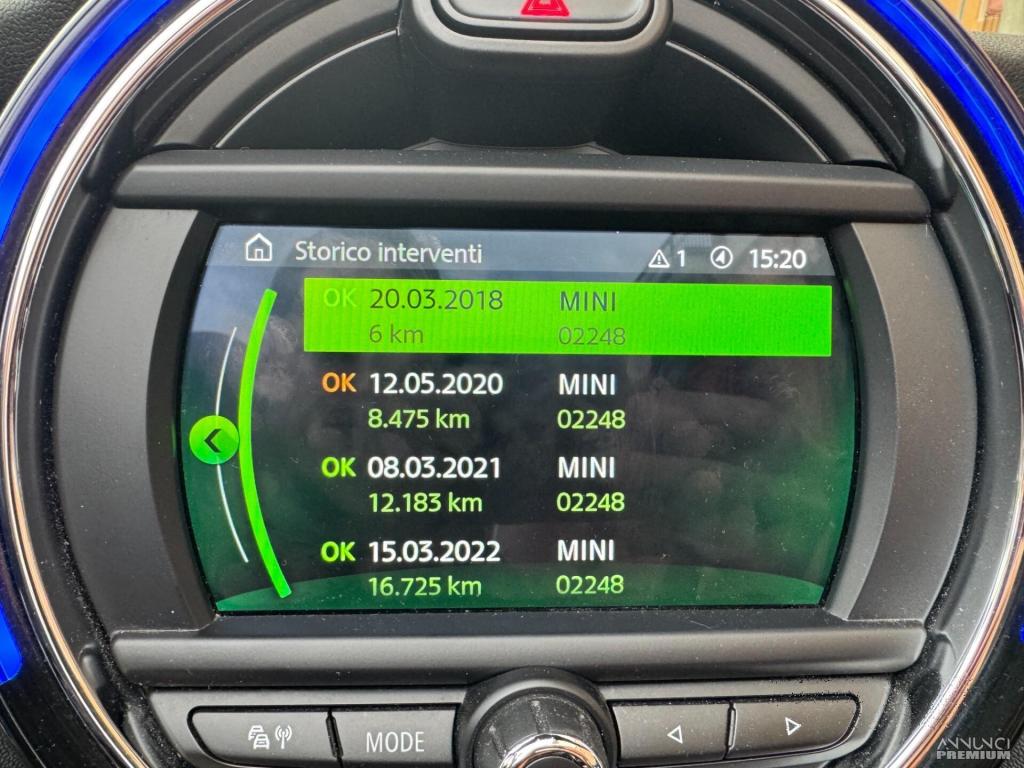 Storico interventi 1 15:20
OK 20.03.2018 MINI
6 km 02248
OK 12.05.2020 MINI
8.475 km 02248
OK 08.03.2021 MINI
12.183 km 02248
OK 15.03.2022 MINI
16.725 km 02248
MODE
ANNUNCI
PREMIUM